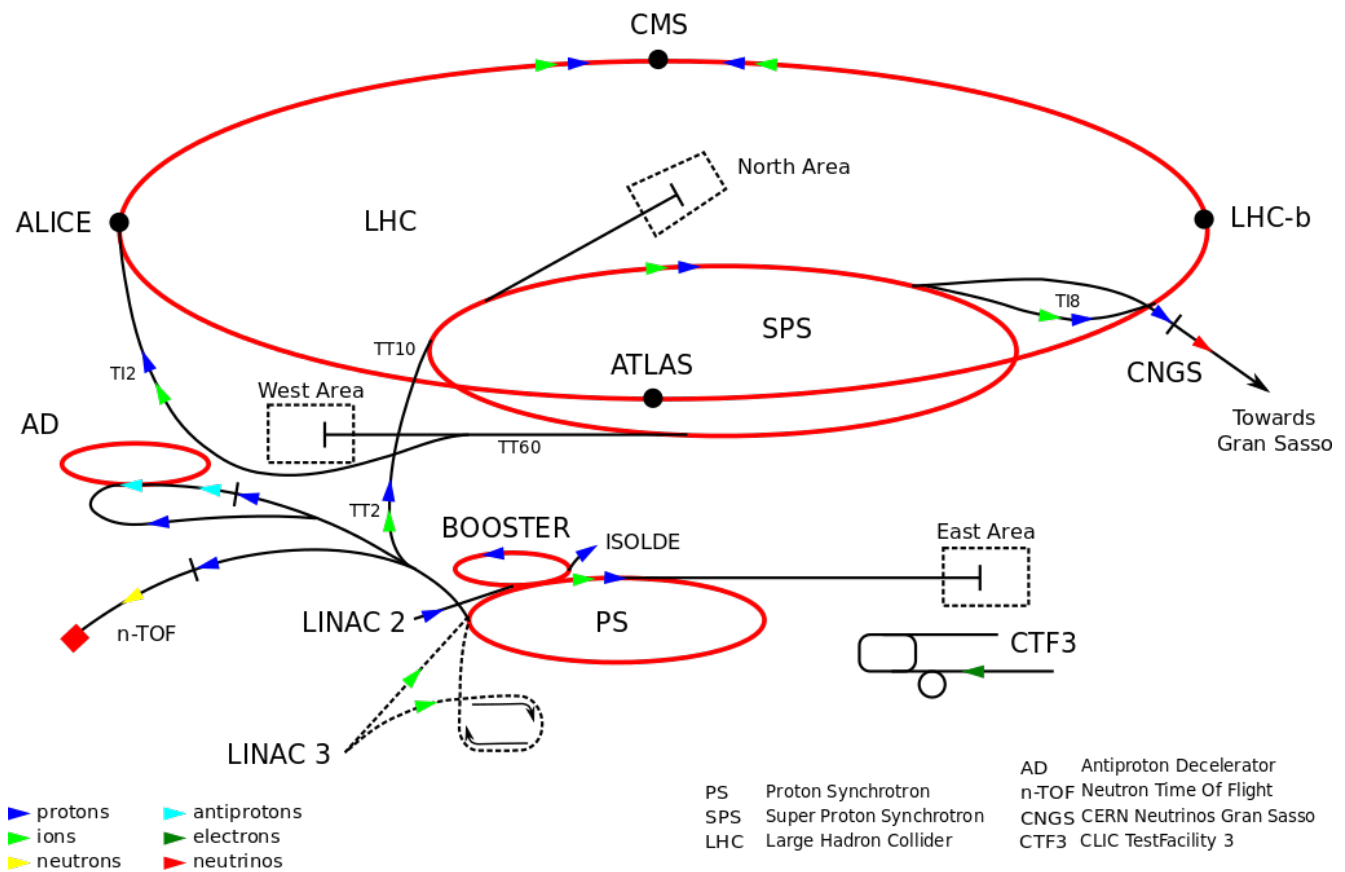 CMS
North Area
ALICE
LHC
LHC-b
TI8
SPS
TT10
ATLAS
TI2
CNGS
West Area
AD
Towards
Gran Sasso
TT60
TT2
BOOSTER
ISOLDE
East Area
LINAC 2
PS
n-TOF
CTF3
LINAC 3
protons
antiprotons
ions
electrons
neutrons
neutrinos
PS Proton Synchrotron
SPS Super Proton Synchrotron
LHC Large Hadron Collider
AD Antiproton Decelerator
n-TOF Neutron Time Of Flight
CNGS CERN Neutrinos Gran Sasso
CTF3 CLIC TestFacility 3